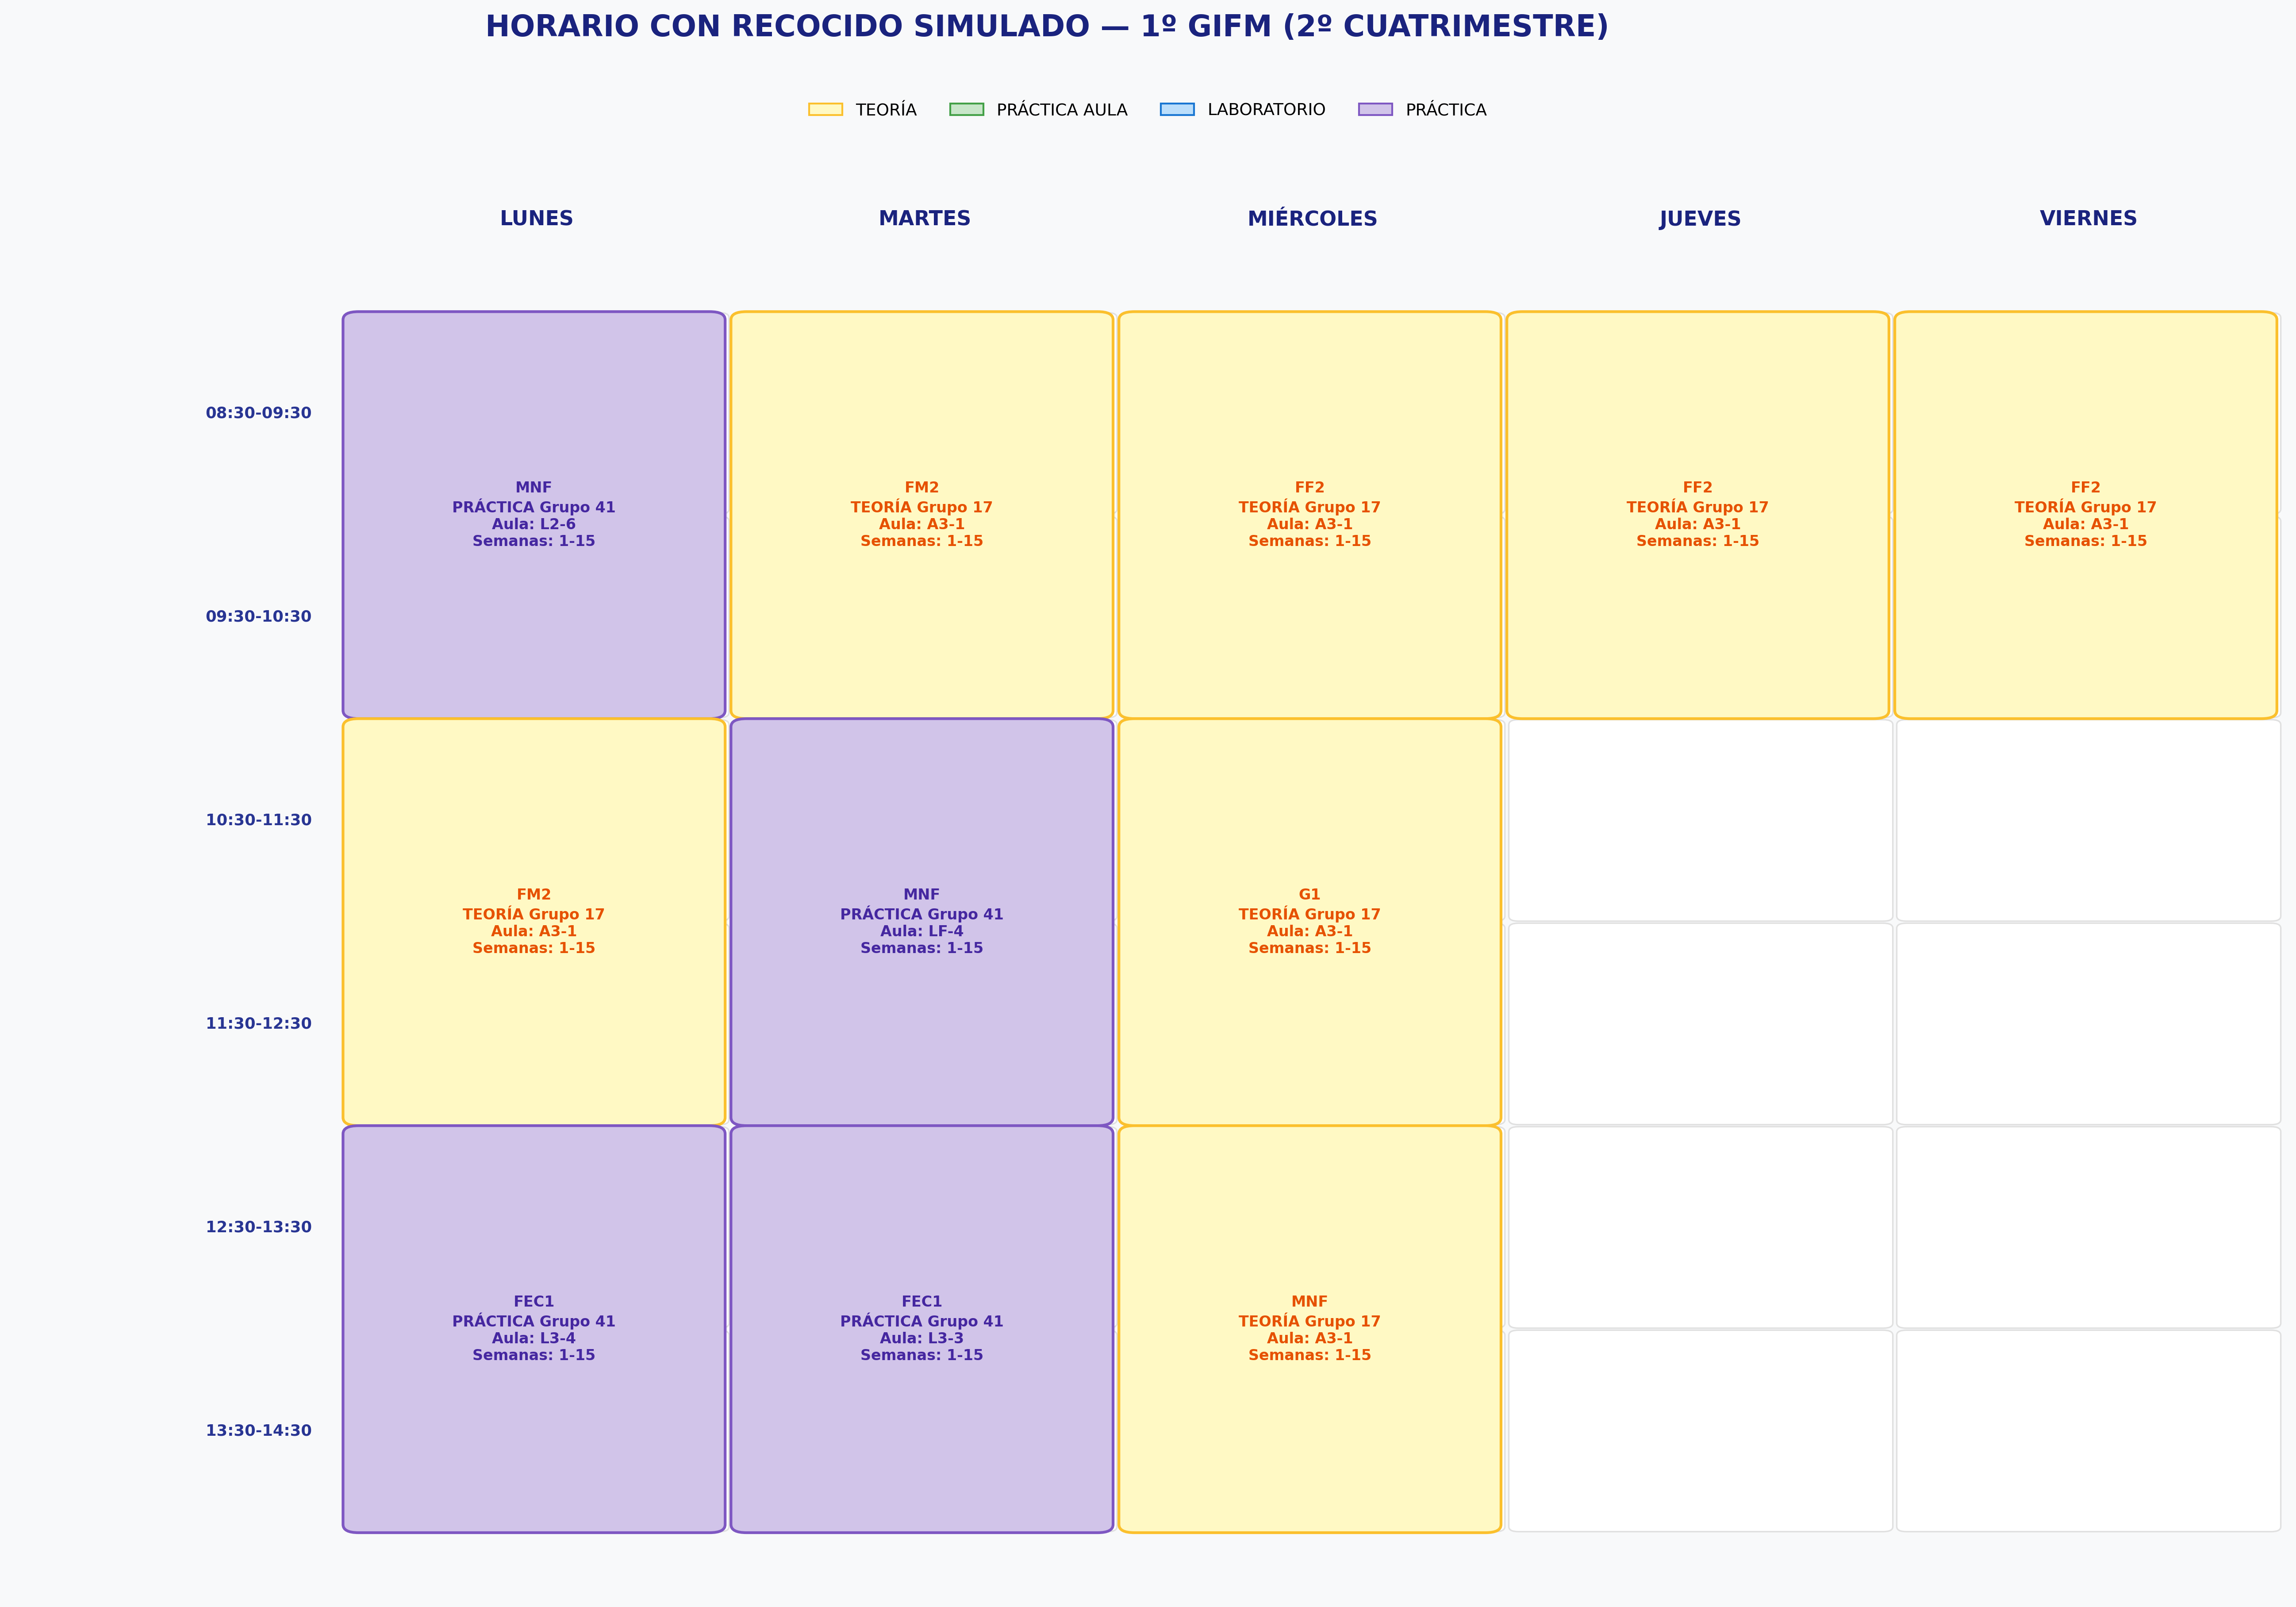 HORARIO CON RECOCIDO SIMULADO — 1º GIFM (2º CUATRIMESTRE)
TEORÍA
PRÁCTICA AULA
LABORATORIO
PRÁCTICA
LUNES
MARTES
MIÉRCOLES
JUEVES
VIERNES
08:30-09:30
09:30-10:30
MNF
PRÁCTICA Grupo 41
Aula: L2-6
Semanas: 1-15
FM2
TEORÍA Grupo 17
Aula: A3-1
Semanas: 1-15
FF2
TEORÍA Grupo 17
Aula: A3-1
Semanas: 1-15
FF2
TEORÍA Grupo 17
Aula: A3-1
Semanas: 1-15
FF2
TEORÍA Grupo 17
Aula: A3-1
Semanas: 1-15
10:30-11:30
11:30-12:30
FM2
TEORÍA Grupo 17
Aula: A3-1
Semanas: 1-15
MNF
PRÁCTICA Grupo 41
Aula: LF-4
Semanas: 1-15
G1
TEORÍA Grupo 17
Aula: A3-1
Semanas: 1-15
12:30-13:30
13:30-14:30
FEC1
PRÁCTICA Grupo 41
Aula: L3-4
Semanas: 1-15
FEC1
PRÁCTICA Grupo 41
Aula: L3-3
Semanas: 1-15
MNF
TEORÍA Grupo 17
Aula: A3-1
Semanas: 1-15